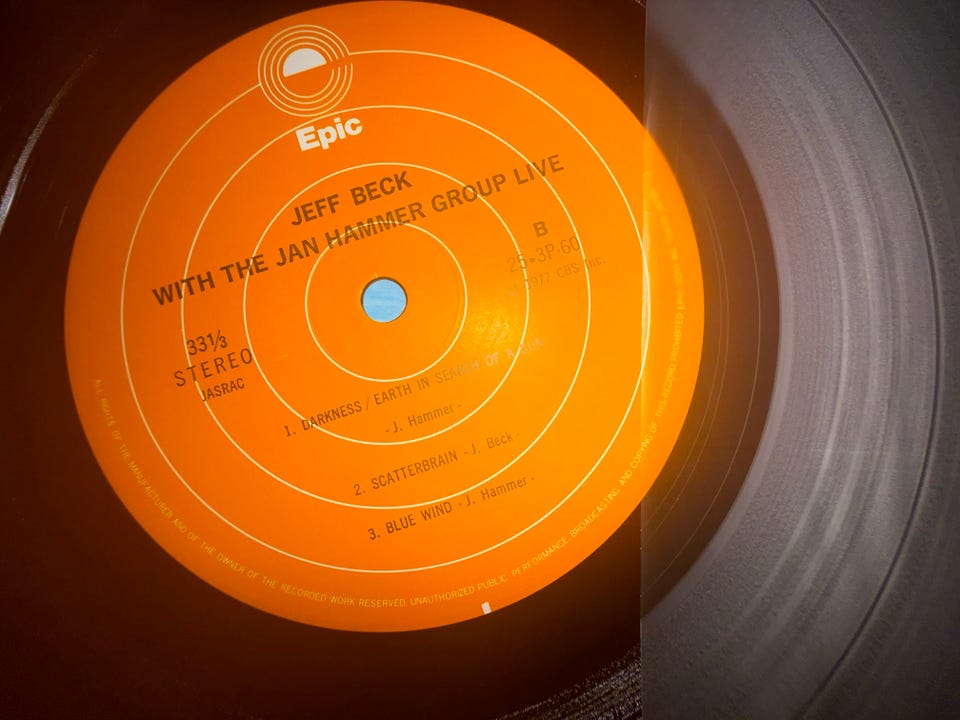 Epic
JEFF BECK
WITH THE JAN HAMMER GROUP LIVE
B
25・3P-60
1977 CBS Inc.
33⅓
STEREO
JASRAC
1. DARKNESS / EARTH IN SEARCH OF A SUN
- J. Hammer -
2. SCATTERBRAIN - J. Beck -
3. BLUE WIND - J. Hammer -
ALL RIGHTS OF THE MANUFACTURER AND OF THE OWNER OF THE RECORDED WORK RESERVED. UNAUTHORIZED PUBLIC PERFORMANCE, BROADCASTING AND COPYING OF THIS RECORD PROHIBITED